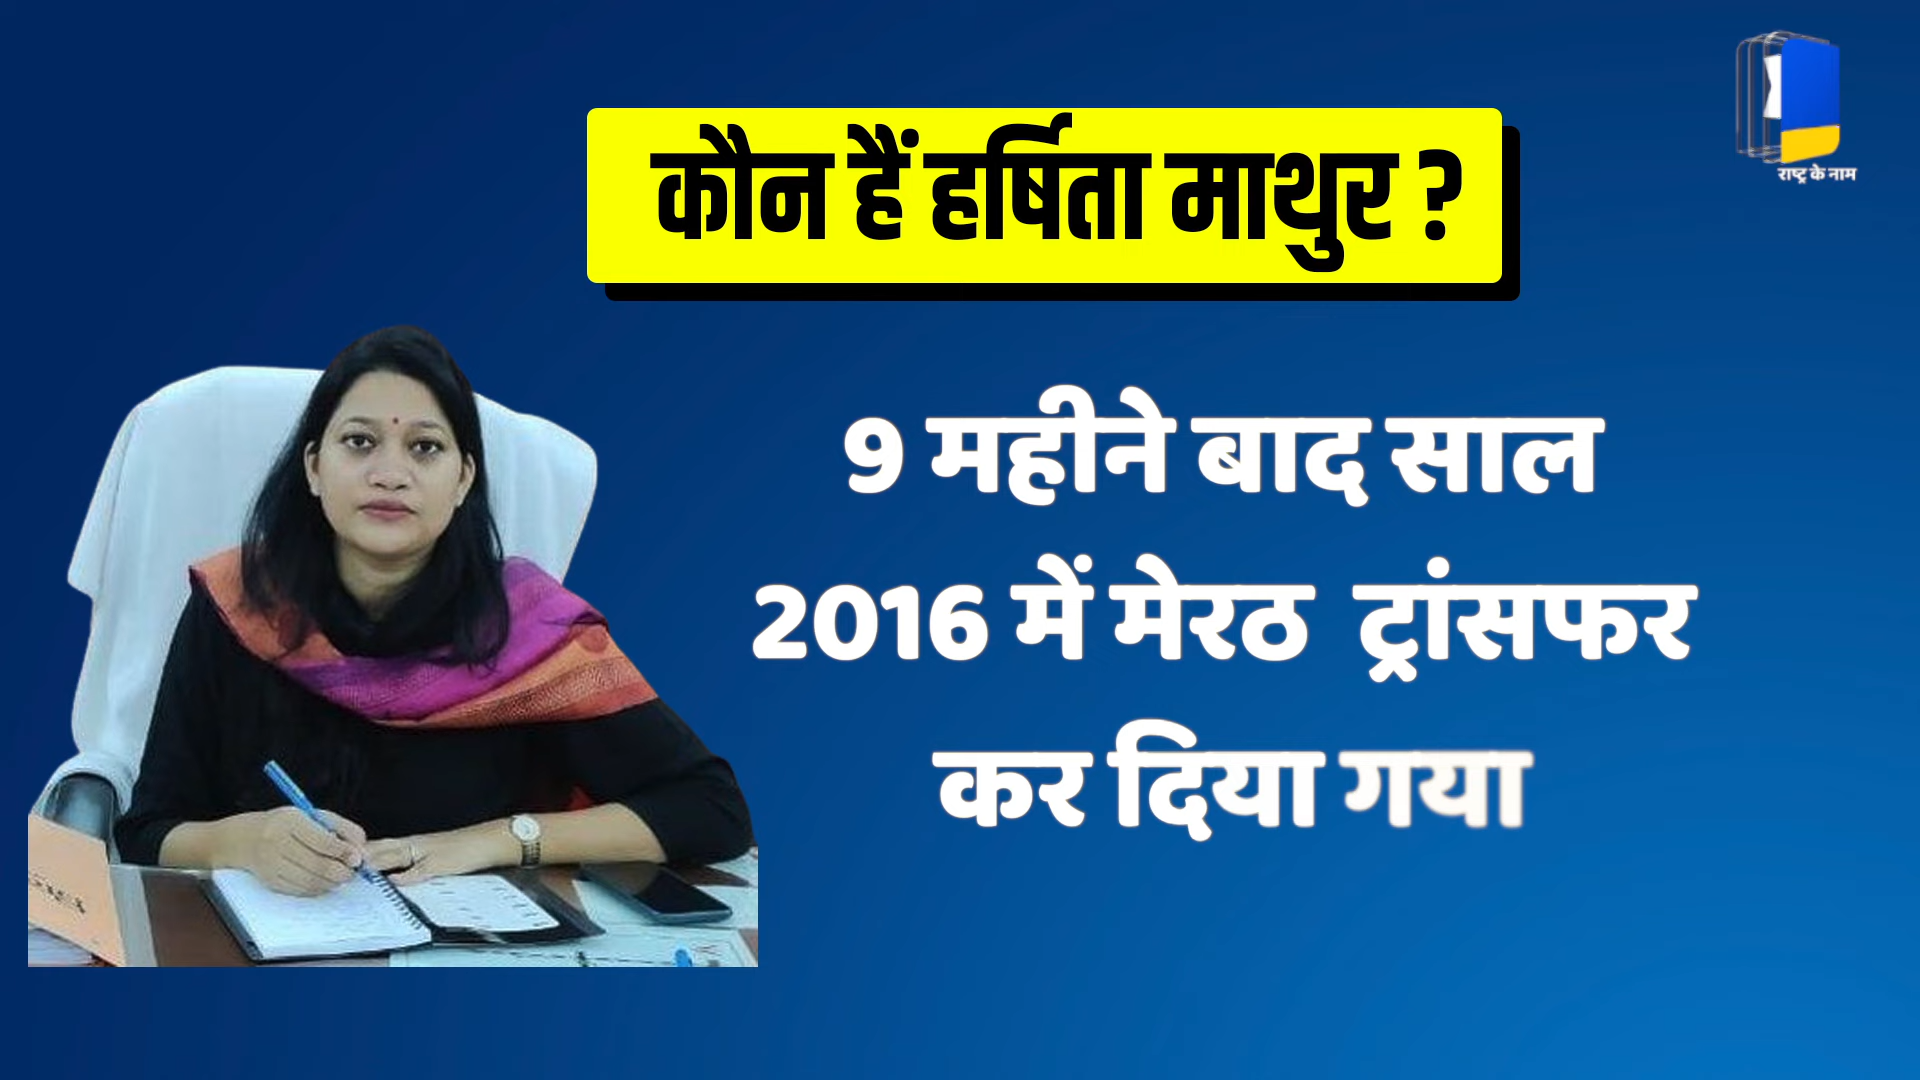 राष्ट्र के नाम
कौन हैं हर्षिता माथुर ?
9 महीने बाद साल
2016 में मेरठ ट्रांसफर
कर दिया गया